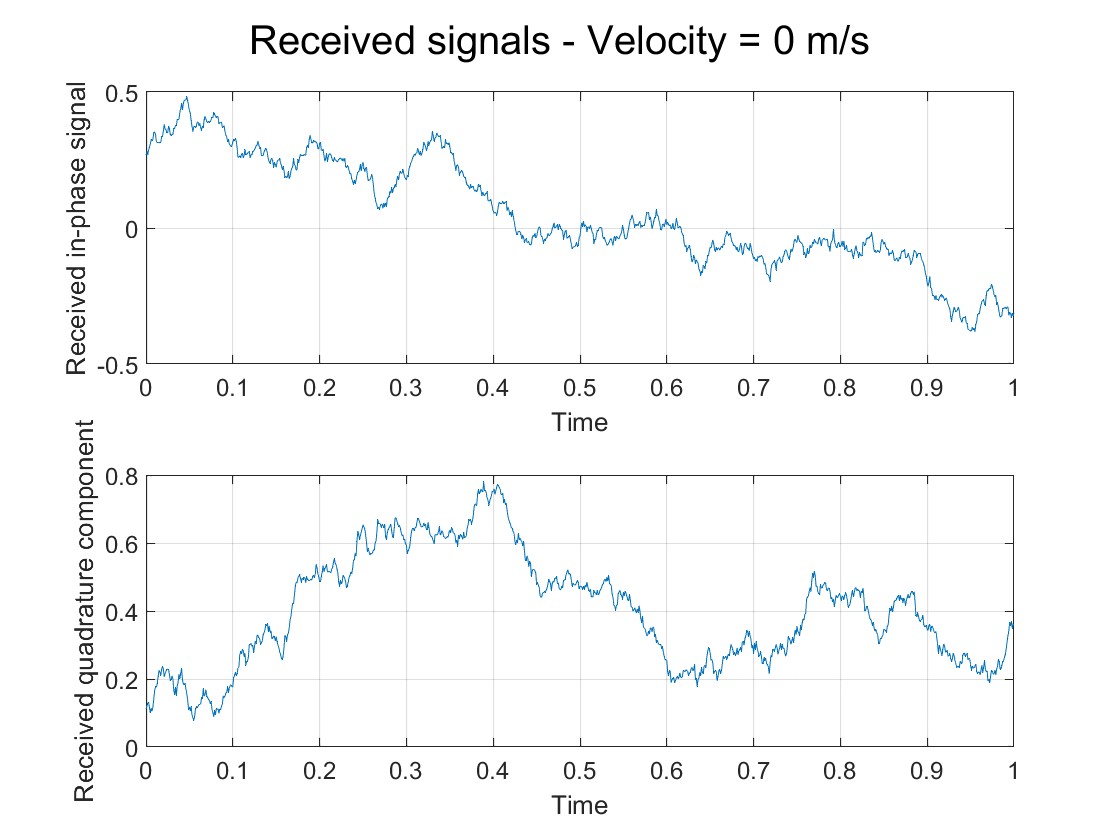 Received signals - Velocity = 0 m/s
Received in-phase signal
0.5
0
-0.5
0 0.1 0.2 0.3 0.4 0.5 0.6 0.7 0.8 0.9 1
Time
Received quadrature component
0.8
0.6
0.4
0.2
0
0 0.1 0.2 0.3 0.4 0.5 0.6 0.7 0.8 0.9 1
Time